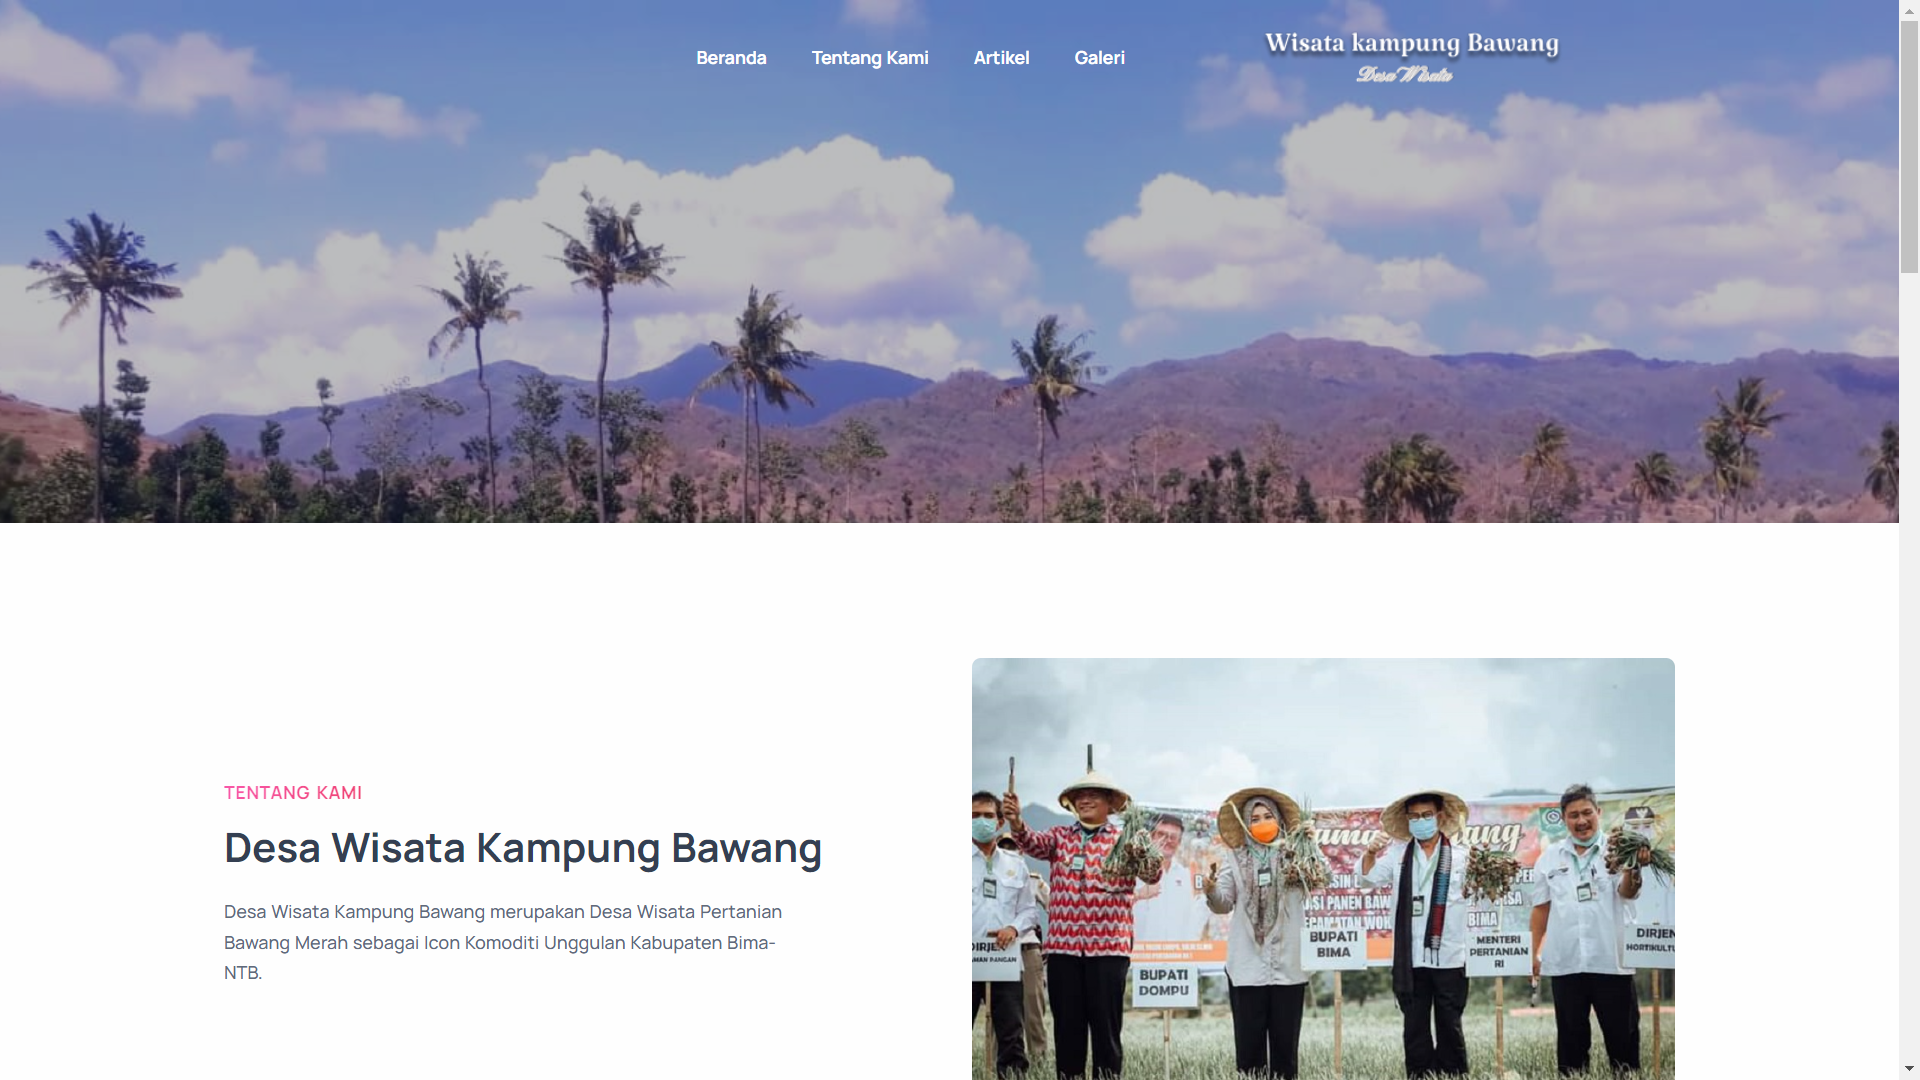 Beranda
Tentang Kami
Artikel
Galeri
Wisata kampung Bawang
Desa Wisata
TENTANG KAMI
Desa Wisata Kampung Bawang
Desa Wisata Kampung Bawang merupakan Desa Wisata Pertanian
Bawang Merah sebagai Icon Komoditi Unggulan Kabupaten Bima-
NTB.
BIMA
BUPATI
DOMPU
BUPATI
BIMA
MENTERI
PERTANIAN
RI
DIRJEN